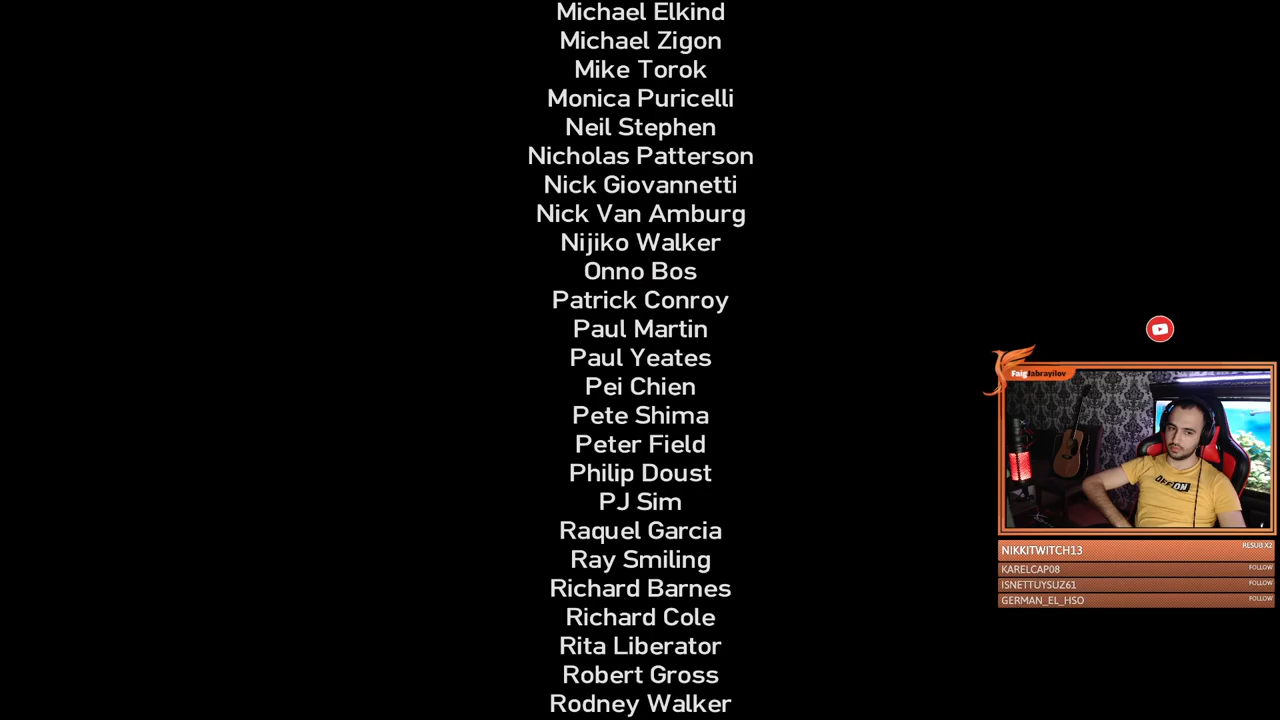 Michael Elkind
Michael Zigon
Mike Torok
Monica Puricelli
Neil Stephen
Nicholas Patterson
Nick Giovannetti
Nick Van Amburg
Nijiko Walker
Onno Bos
Patrick Conroy
Paul Martin
Paul Yeates
Pei Chien
Pete Shima
Peter Field
Philip Doust
PJ Sim
Raquel Garcia
Ray Smiling
Richard Barnes
Richard Cole
Rita Liberator
Robert Gross
Rodney Walker
FaigJabrayilov
NIKKITWITCH13 RESUB X2
KARELCAP08 FOLLOW
ISNETTUYSUZ61 FOLLOW
GERMAN_EL_HSO FOLLOW